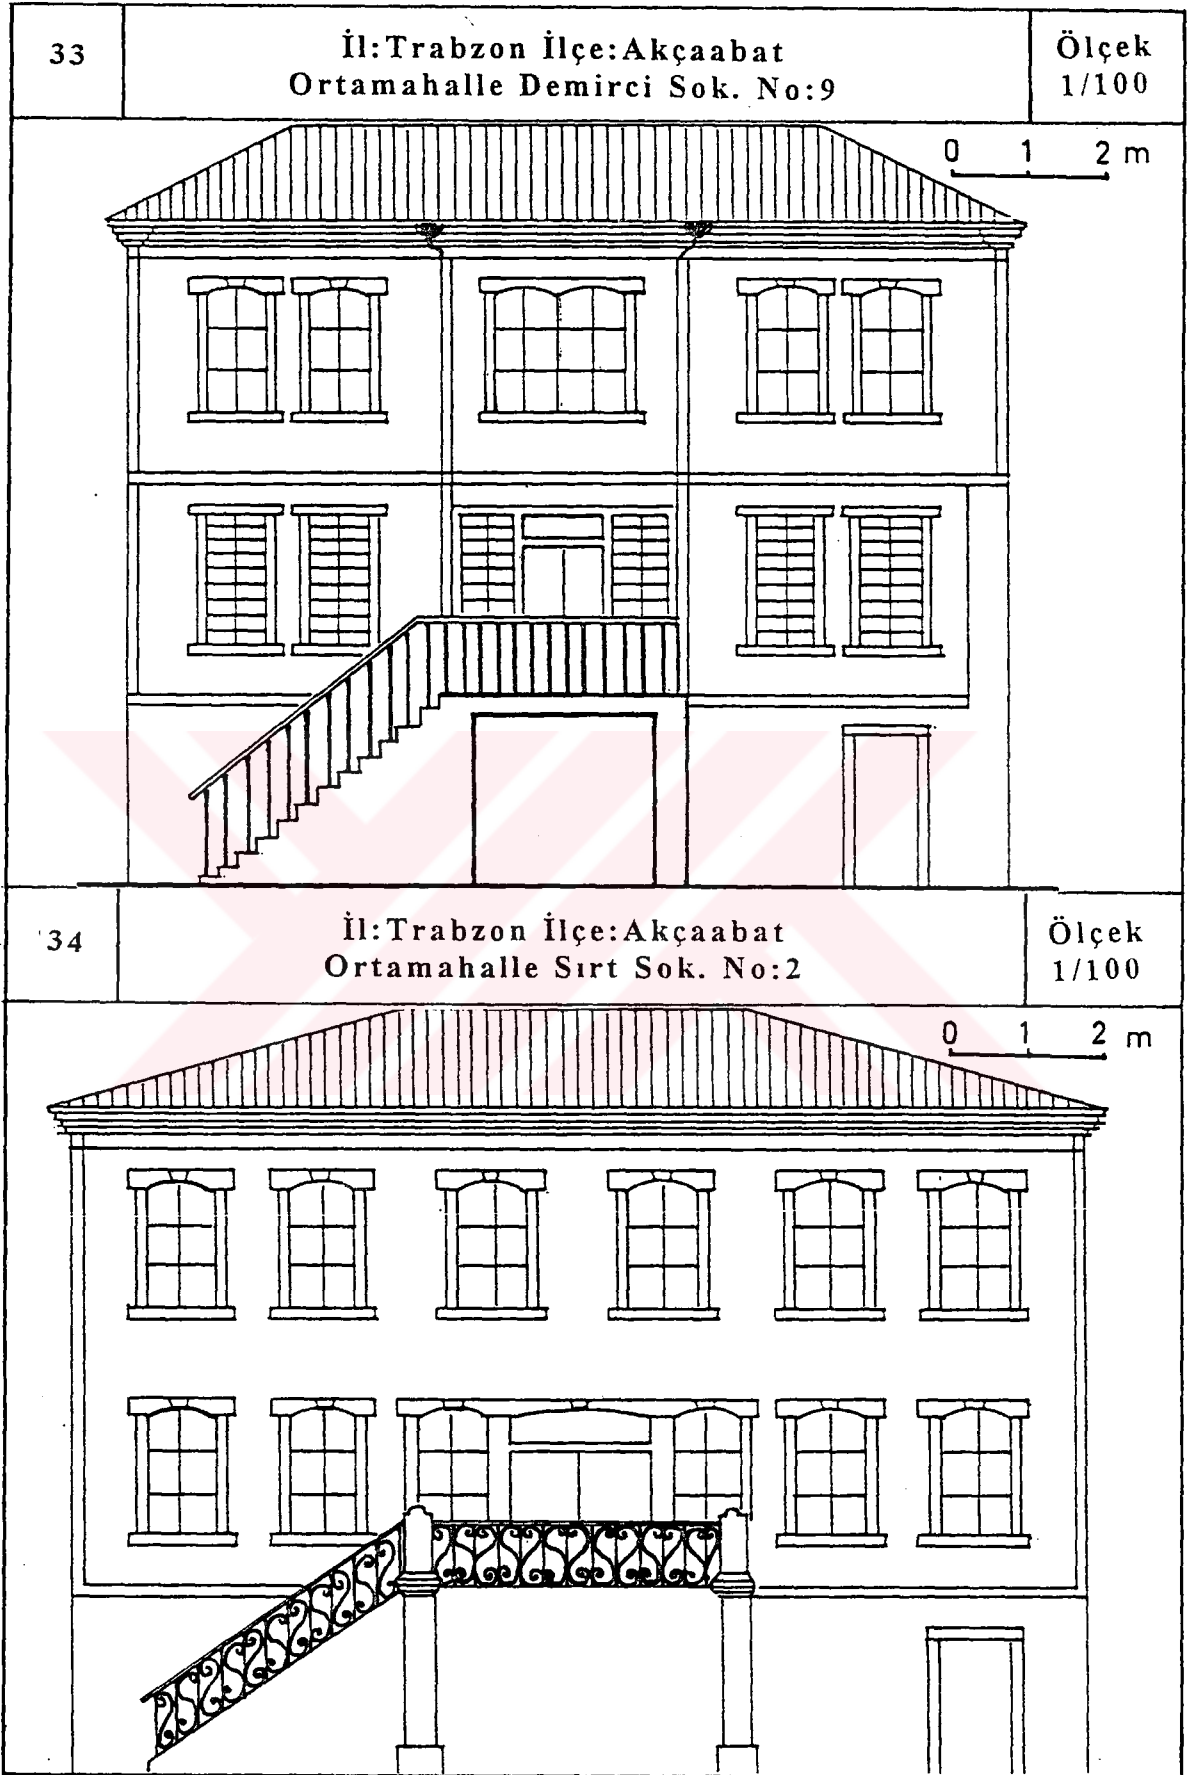 33
İl:Trabzon İlçe:Akçaabat
Ortamahalle Demirci Sok. No:9
Ölçek
1/100
0 1 2 m
34
İl:Trabzon İlçe:Akçaabat
Ortamahalle Sırt Sok. No:2
Ölçek
1/100
0 1 2 m